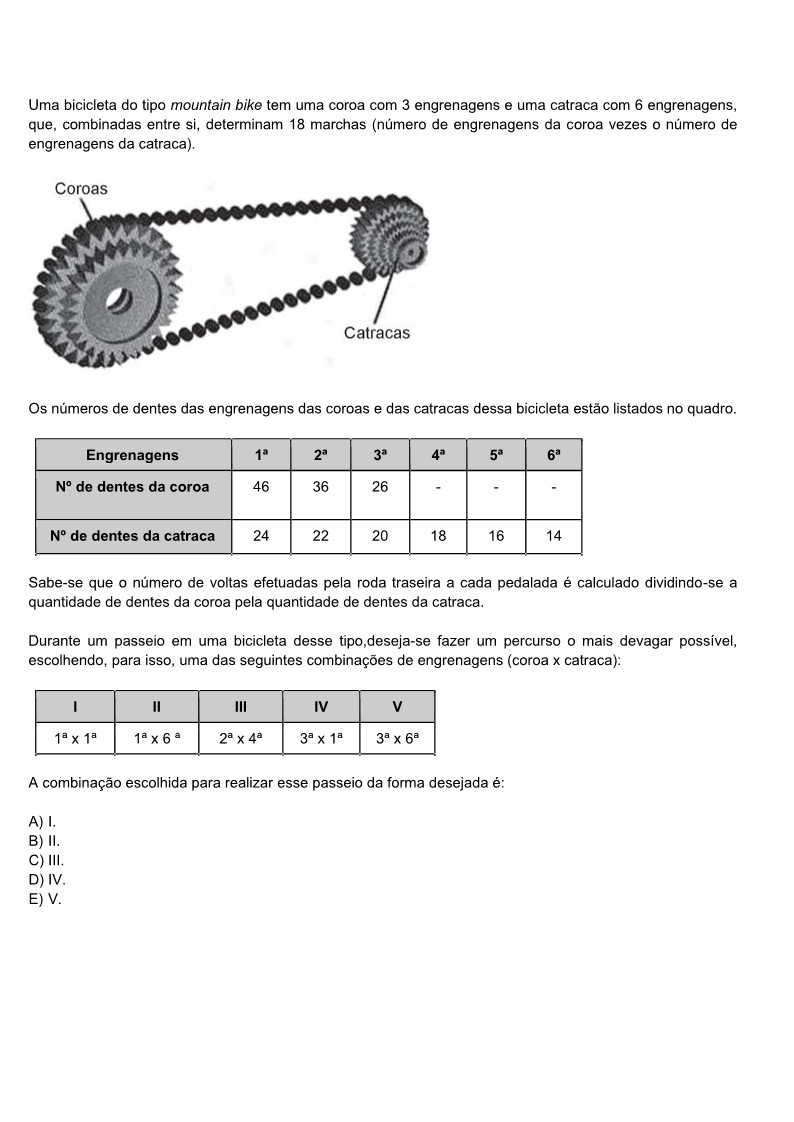 Uma bicicleta do tipo mountain bike tem uma coroa com 3 engrenagens e uma catraca com 6 engrenagens,
que, combinadas entre si, determinam 18 marchas (número de engrenagens da coroa vezes o número de
engrenagens da catraca).
Coroas
Catracas
Os números de dentes das engrenagens das coroas e das catracas dessa bicicleta estão listados no quadro.
Engrenagens 1ª 2ª 3ª 4ª 5ª 6ª
Nº de dentes da coroa 46 36 26 - - -
Nº de dentes da catraca 24 22 20 18 16 14
Sabe-se que o número de voltas efetuadas pela roda traseira a cada pedalada é calculado dividindo-se a
quantidade de dentes da coroa pela quantidade de dentes da catraca.
Durante um passeio em uma bicicleta desse tipo,deseja-se fazer um percurso o mais devagar possível,
escolhendo, para isso, uma das seguintes combinações de engrenagens (coroa x catraca):
I II III IV V
1ª x 1ª 1ª x 6 ª 2ª x 4ª 3ª x 1ª 3ª x 6ª
A combinação escolhida para realizar esse passeio da forma desejada é:
A) I.
B) II.
C) III.
D) IV.
E) V.